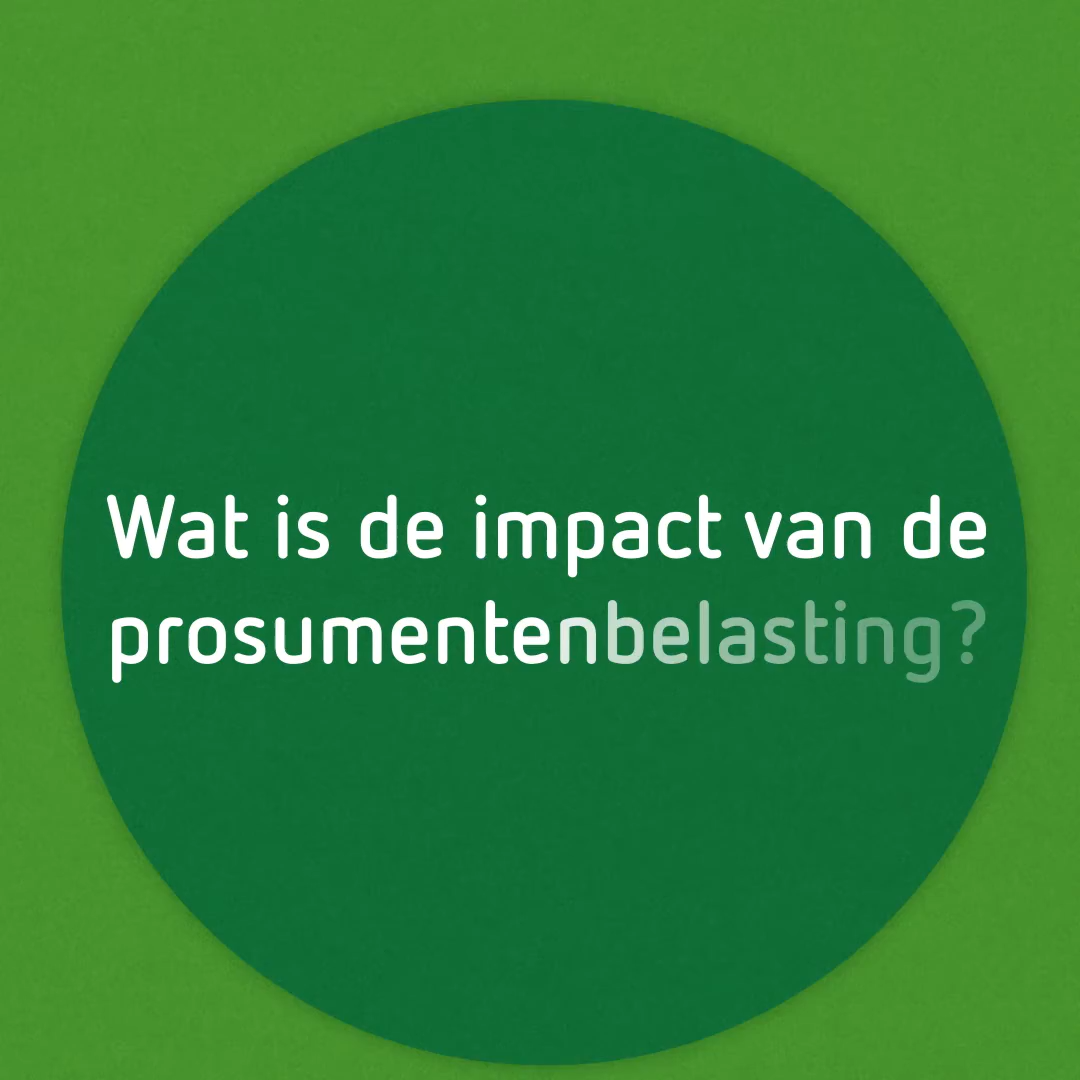 Wat is de impact van de
prosumentenbelasting?